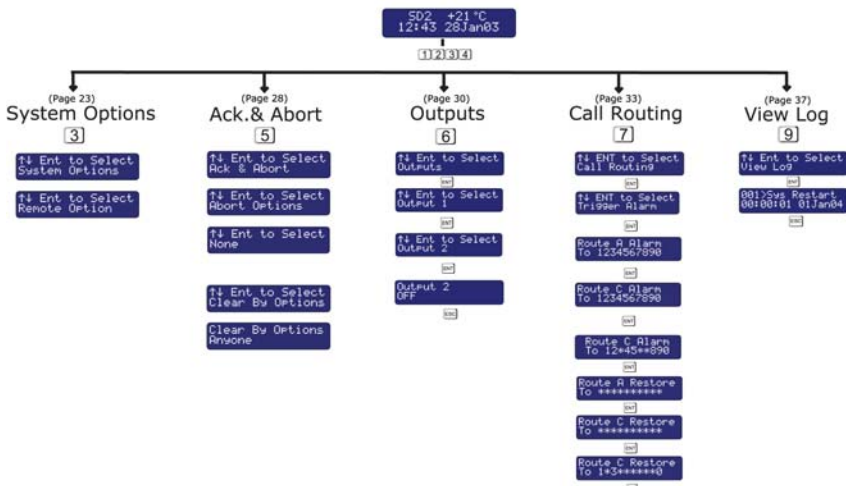 SD2 +21°C
12:43 28Jan03
1 2 3 4
(Page 23)
System Options
3
↑↓ Ent to Select
System Options
↑↓ Ent to Select
Remote Option
(Page 28)
Ack.& Abort
5
↑↓ Ent to Select
Ack & Abort
↑↓ Ent to Select
Abort Options
↑↓ Ent to Select
None
↑↓ Ent to Select
Clear By Options
Clear By Options
Anyone
(Page 30)
Outputs
6
↑↓ Ent to Select
Outputs
ENT
↑↓ Ent to Select
Output 1
ENT
↑↓ Ent to Select
Output 2
ENT
Output 2
OFF
ESC
(Page 33)
Call Routing
7
↑↓ ENT to Select
Call Routing
ENT
↑↓ ENT to Select
Trigger Alarm
ENT
Route A Alarm
To 1234567890
ENT
Route C Alarm
To 1234567890
ENT
Route C Alarm
To 12*45**890
ENT
Route A Restore
To **********
ENT
Route C Restore
To **********
ENT
Route C Restore
To 1*3******0
(Page 37)
View Log
9
↑↓ Ent to Select
View Log
ENT
001>Sys Restart
00:00:01 01Jan04
ESC